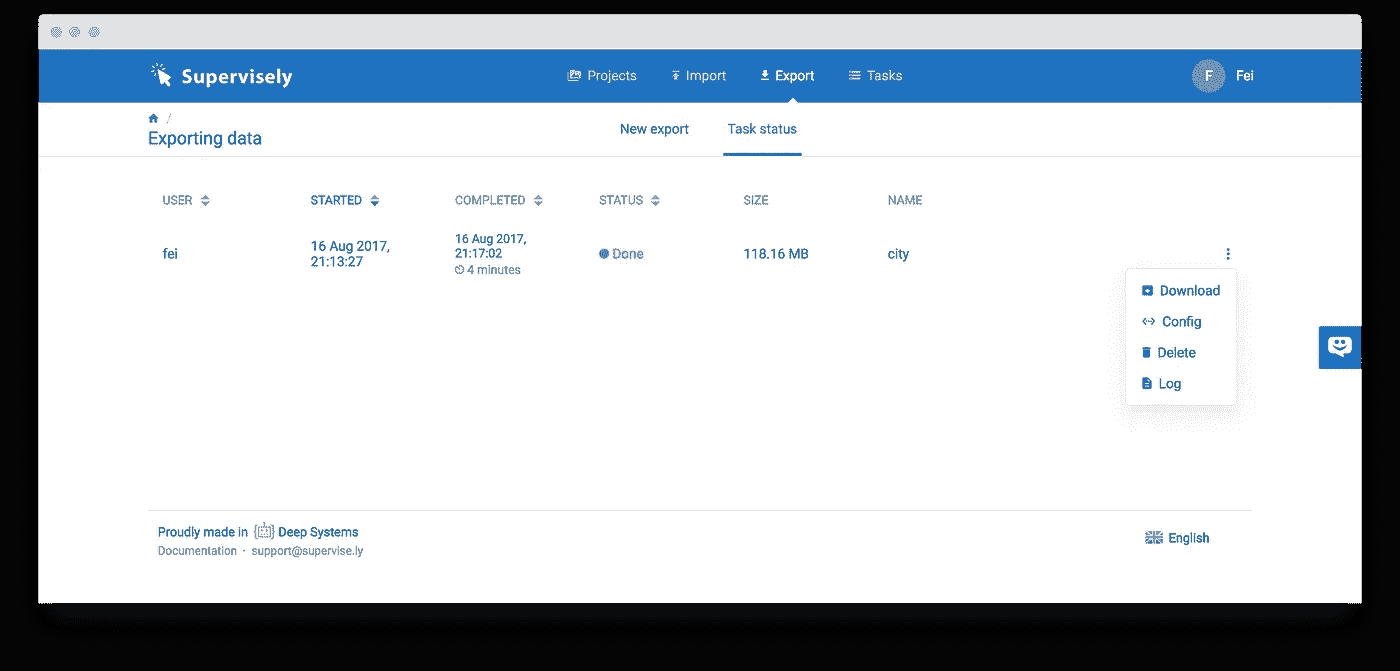 Supervisely
Projects
Import
Export
Tasks
F
Fei
/
Exporting data
New export
Task status
USER
STARTED
COMPLETED
STATUS
SIZE
NAME
fei
16 Aug 2017,
21:13:27
16 Aug 2017,
21:17:02
4 minutes
Done
118.16 MB
city
Download
Config
Delete
Log
Proudly made in Deep Systems
Documentation · support@supervise.ly
English